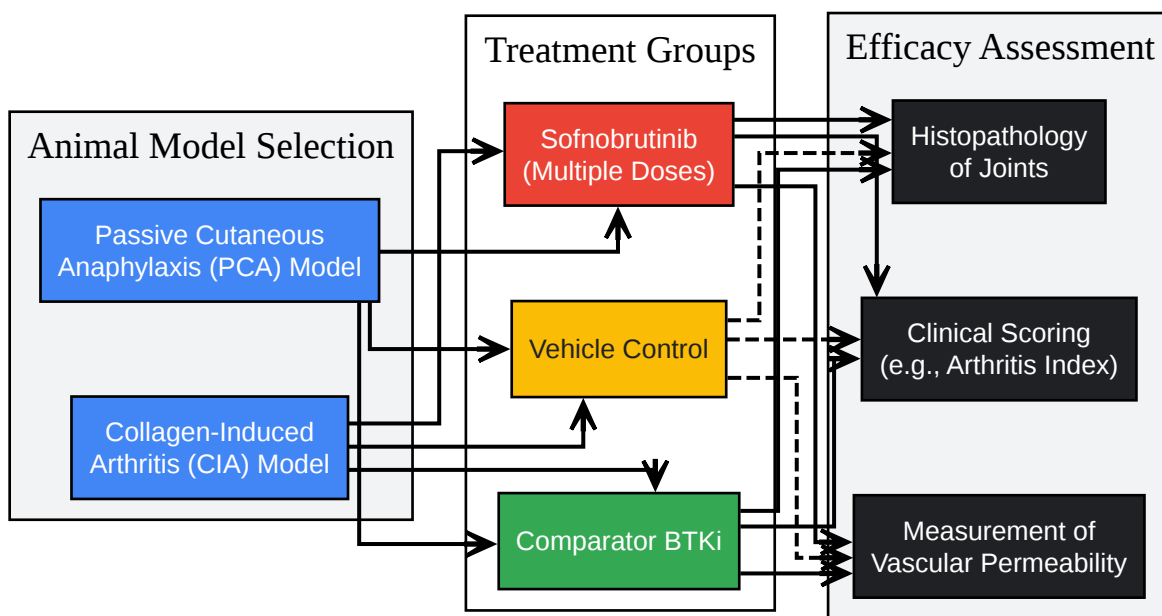 Animal Model Selection
Passive Cutaneous
Anaphylaxis (PCA) Model
Collagen-Induced
Arthritis (CIA) Model
Treatment Groups
Sofnobrutinib
(Multiple Doses)
Vehicle Control
Comparator BTKi
Efficacy Assessment
Histopathology
of Joints
Clinical Scoring
(e.g., Arthritis Index)
Measurement of
Vascular Permeability